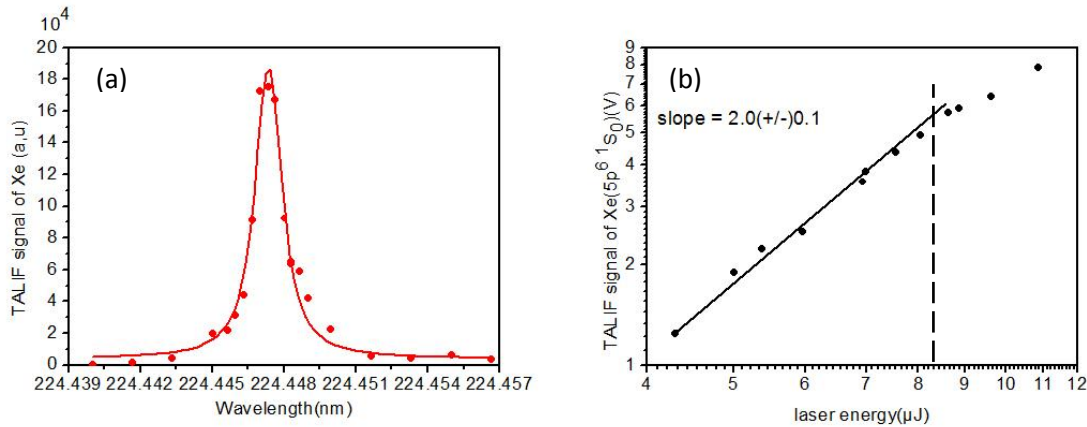 10^4
20
18
16
14
12
10
8
6
4
2
0
(a)
TALIF signal of Xe (a,u)
224.439 224.442 224.445 224.448 224.451 224.454 224.457
Wavelength(nm)
9
8
7
6
5
4
3
2
1
(b)
slope = 2.0(+/-)0.1
TALIF signal of Xe(5p^6 ^1S_0)(V)
4 5 6 7 8 9 10 11 12
laser energy(μJ)